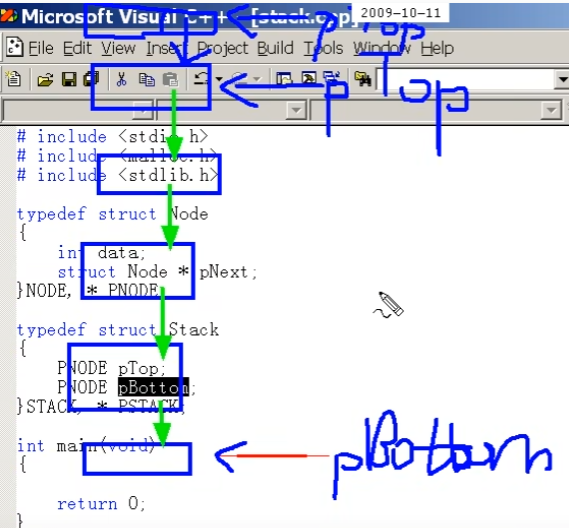 Microsoft Visual C++ - [stack.cpp]
2009-10-11
pTop
File Edit View Insert Project Build Tools Window Help
pTop
# include <stdio.h>
# include <malloc.h>
# include <stdlib.h>
typedef struct Node
{
int data;
struct Node * pNext;
}NODE, * PNODE
typedef struct Stack
{
PNODE pTop;
PNODE pBottom;
}STACK, * PSTACK;
int main(void)
{
pBottom
return 0;
}